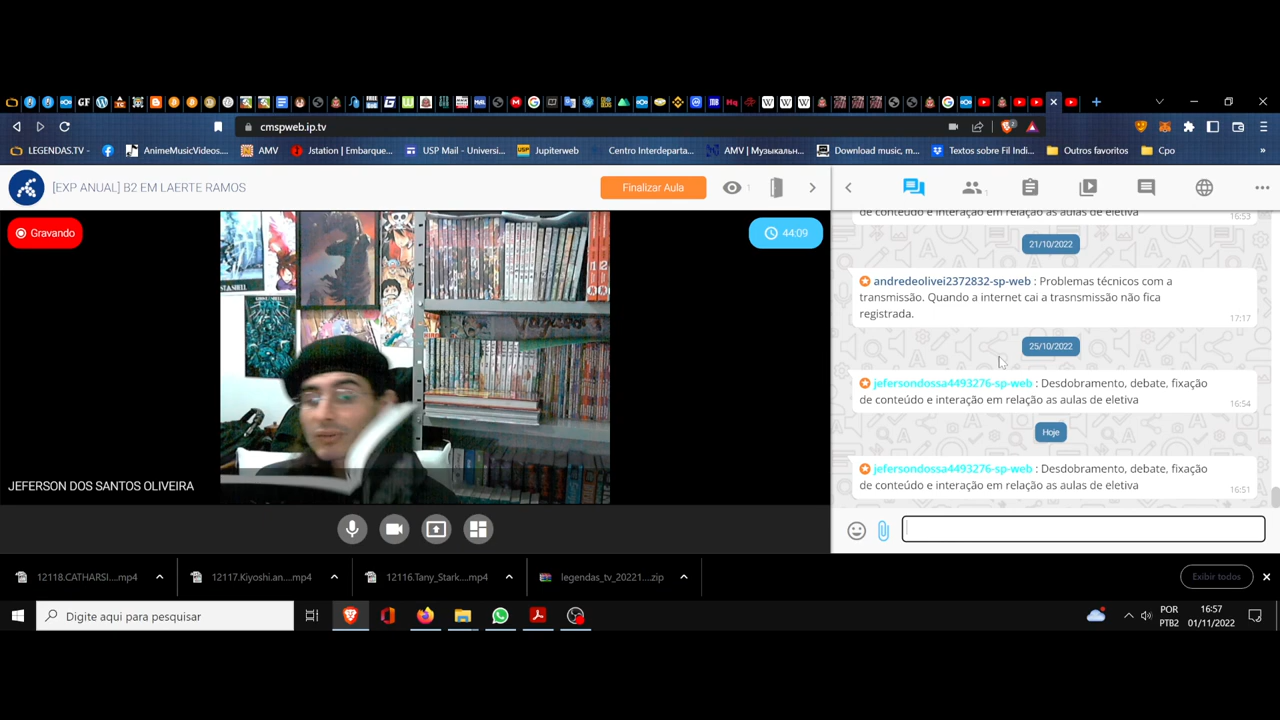 cmspweb.ip.tv
2
LEGENDAS.TV -
AnimeMusicVideos...
AMV
Jstation | Embarque...
USP Mail - Universi...
Jupiterweb
Centro Interdeparta...
AMV | Музыкальн...
Download music, m...
Textos sobre Fil Indi...
Outros favoritos
Cpo
»
[EXP ANUAL] B2 EM LAERTE RAMOS
Finalizar Aula
1
1
Gravando
44:09
JEFERSON DOS SANTOS OLIVEIRA
de conteúdo e interação em relação as aulas de eletiva
16:53
21/10/2022
andredeolivei2372832-sp-web : Problemas técnicos com a
transmissão. Quando a internet cai a trasnsmissão não fica
registrada.
17:17
25/10/2022
jefersondossa4493276-sp-web : Desdobramento, debate, fixação
de conteúdo e interação em relação as aulas de eletiva
16:54
Hoje
jefersondossa4493276-sp-web : Desdobramento, debate, fixação
de conteúdo e interação em relação as aulas de eletiva
16:51
12118.CATHARSI....mp4
12117.Kiyoshi.an....mp4
12116.Tany_Stark....mp4
legendas_tv_20221....zip
Exibir todos
Digite aqui para pesquisar
POR
PTB2
16:57
01/11/2022